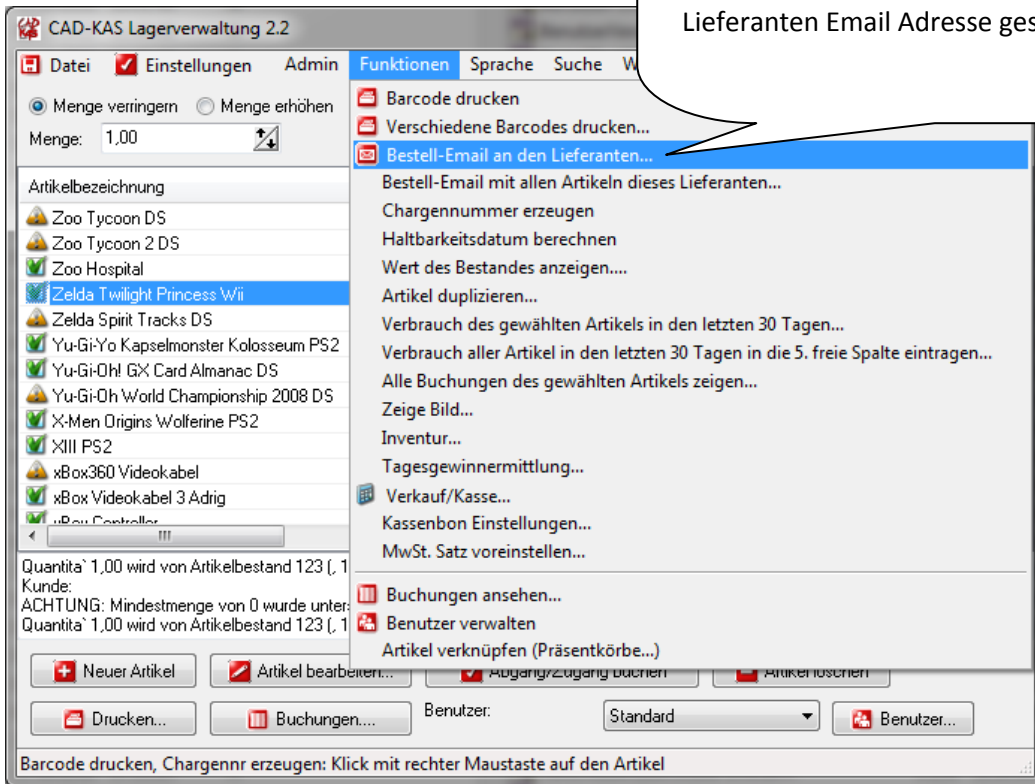 Lieferanten Email Adresse ges
CAD-KAS Lagerverwaltung 2.2
Datei Einstellungen Admin Funktionen Sprache Suche W
Menge verringern Menge erhöhen
Menge: 1,00
Artikelbezeichnung
Zoo Tycoon DS
Zoo Tycoon 2 DS
Zoo Hospital
Zelda Twilight Princess Wii
Zelda Spirit Tracks DS
Yu-Gi-Yo Kapselmonster Kolosseum PS2
Yu-Gi-Oh! GX Card Almanac DS
Yu-Gi-Oh World Championship 2008 DS
X-Men Origins Wolferine PS2
XIII PS2
xBox360 Videokabel
xBox Videokabel 3 Adrig
xBox Controller
Barcode drucken
Verschiedene Barcodes drucken...
Bestell-Email an den Lieferanten...
Bestell-Email mit allen Artikeln dieses Lieferanten...
Chargennummer erzeugen
Haltbarkeitsdatum berechnen
Wert des Bestandes anzeigen....
Artikel duplizieren...
Verbrauch des gewählten Artikels in den letzten 30 Tagen...
Verbrauch aller Artikel in den letzten 30 Tagen in die 5. freie Spalte eintragen...
Alle Buchungen des gewählten Artikels zeigen...
Zeige Bild...
Inventur...
Tagesgewinnermittlung...
Verkauf/Kasse...
Kassenbon Einstellungen...
MwSt. Satz voreinstellen...
Buchungen ansehen...
Benutzer verwalten
Artikel verknüpfen (Präsentkörbe...)
Quantita` 1,00 wird von Artikelbestand 123 (, 1
Kunde:
ACHTUNG: Mindestmenge von 0 wurde unter
Quantita` 1,00 wird von Artikelbestand 123 (, 1
Neuer Artikel Artikel bearbeiten... Abgang/Zugang buchen Artikel löschen
Drucken... Buchungen.... Benutzer: Standard Benutzer...
Barcode drucken, Chargennr erzeugen: Klick mit rechter Maustaste auf den Artikel